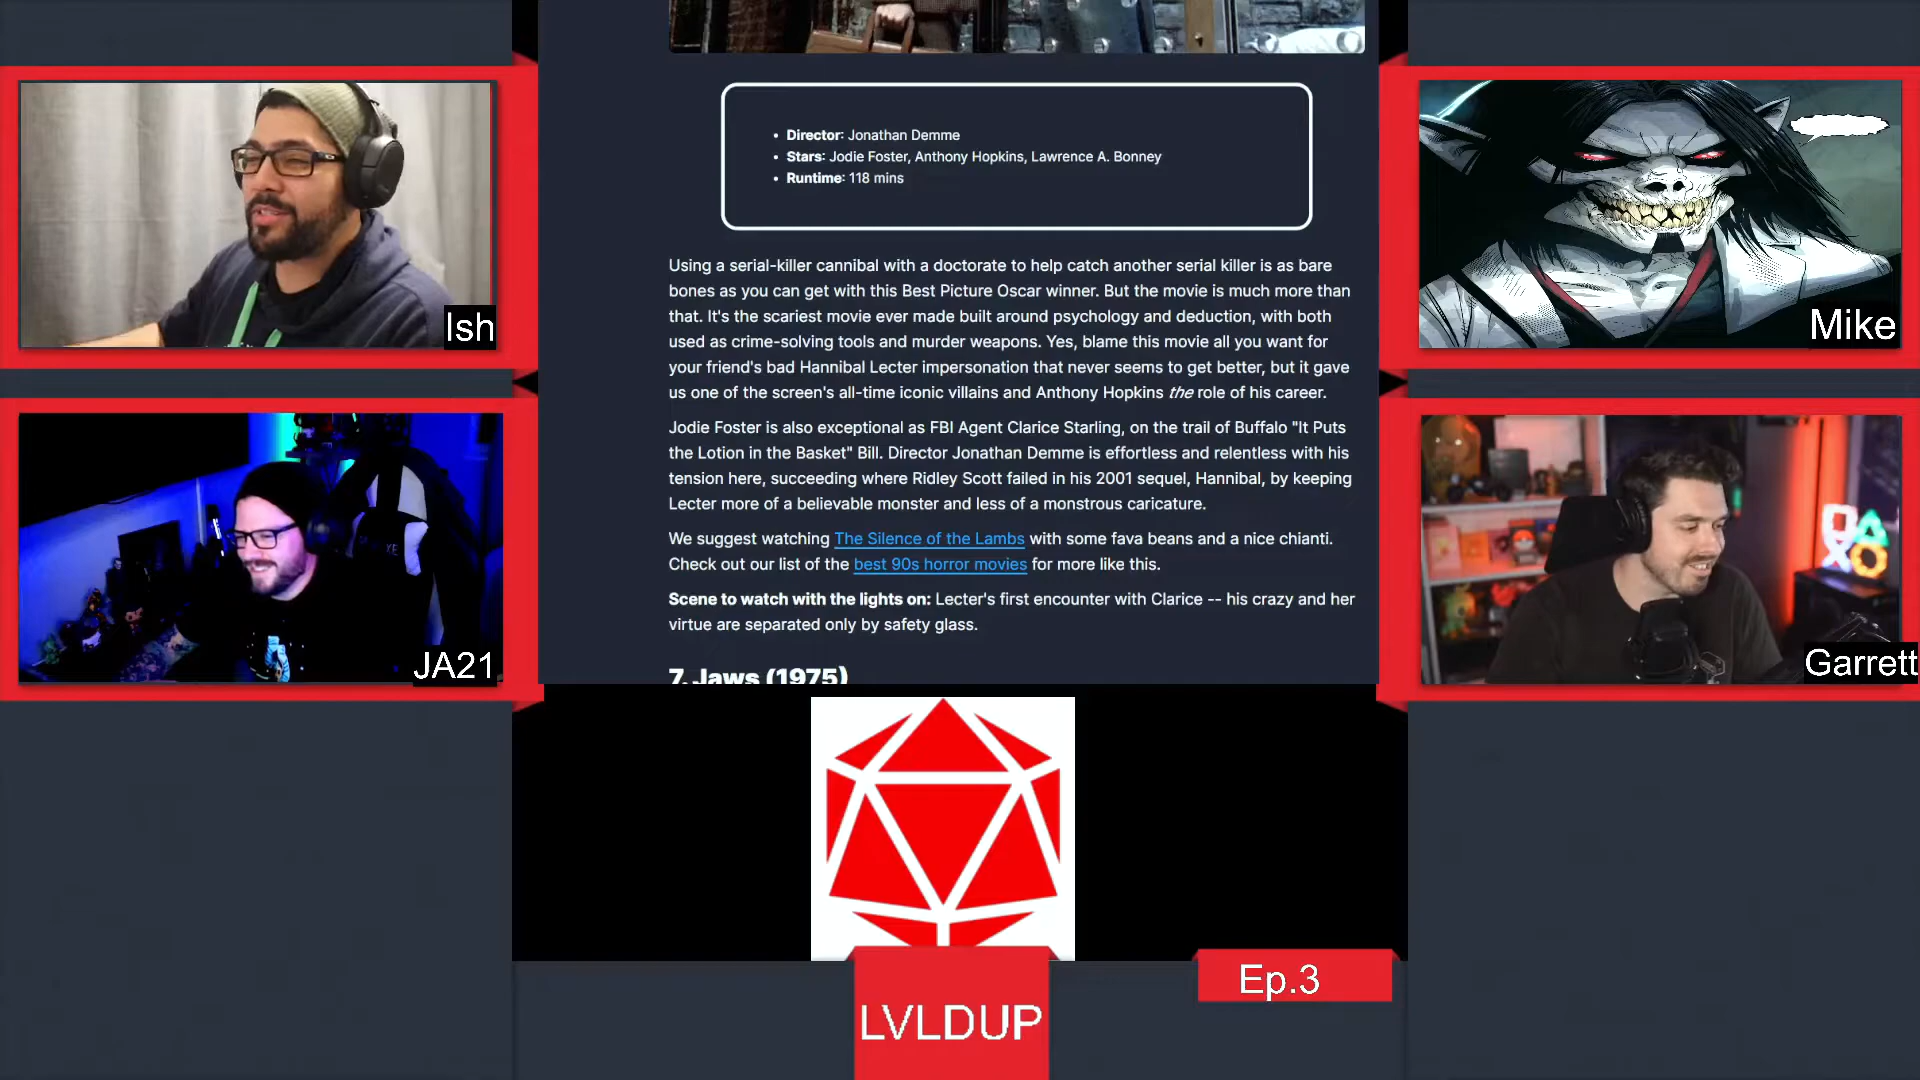 Director: Jonathan Demme
Stars: Jodie Foster, Anthony Hopkins, Lawrence A. Bonney
Runtime: 118 mins
Using a serial-killer cannibal with a doctorate to help catch another serial killer is as bare
bones as you can get with this Best Picture Oscar winner. But the movie is much more than
that. It's the scariest movie ever made built around psychology and deduction, with both
used as crime-solving tools and murder weapons. Yes, blame this movie all you want for
your friend's bad Hannibal Lecter impersonation that never seems to get better, but it gave
us one of the screen's all-time iconic villains and Anthony Hopkins the role of his career.
Jodie Foster is also exceptional as FBI Agent Clarice Starling, on the trail of Buffalo "It Puts
the Lotion in the Basket" Bill. Director Jonathan Demme is effortless and relentless with his
tension here, succeeding where Ridley Scott failed in his 2001 sequel, Hannibal, by keeping
Lecter more of a believable monster and less of a monstrous caricature.
We suggest watching The Silence of the Lambs with some fava beans and a nice chianti.
Check out our list of the best 90s horror movies for more like this.
Scene to watch with the lights on: Lecter's first encounter with Clarice -- his crazy and her
virtue are separated only by safety glass.
7. Jaws (1975)
Ish
Mike
JA21
Garrett
Ep.3
LVLDUP